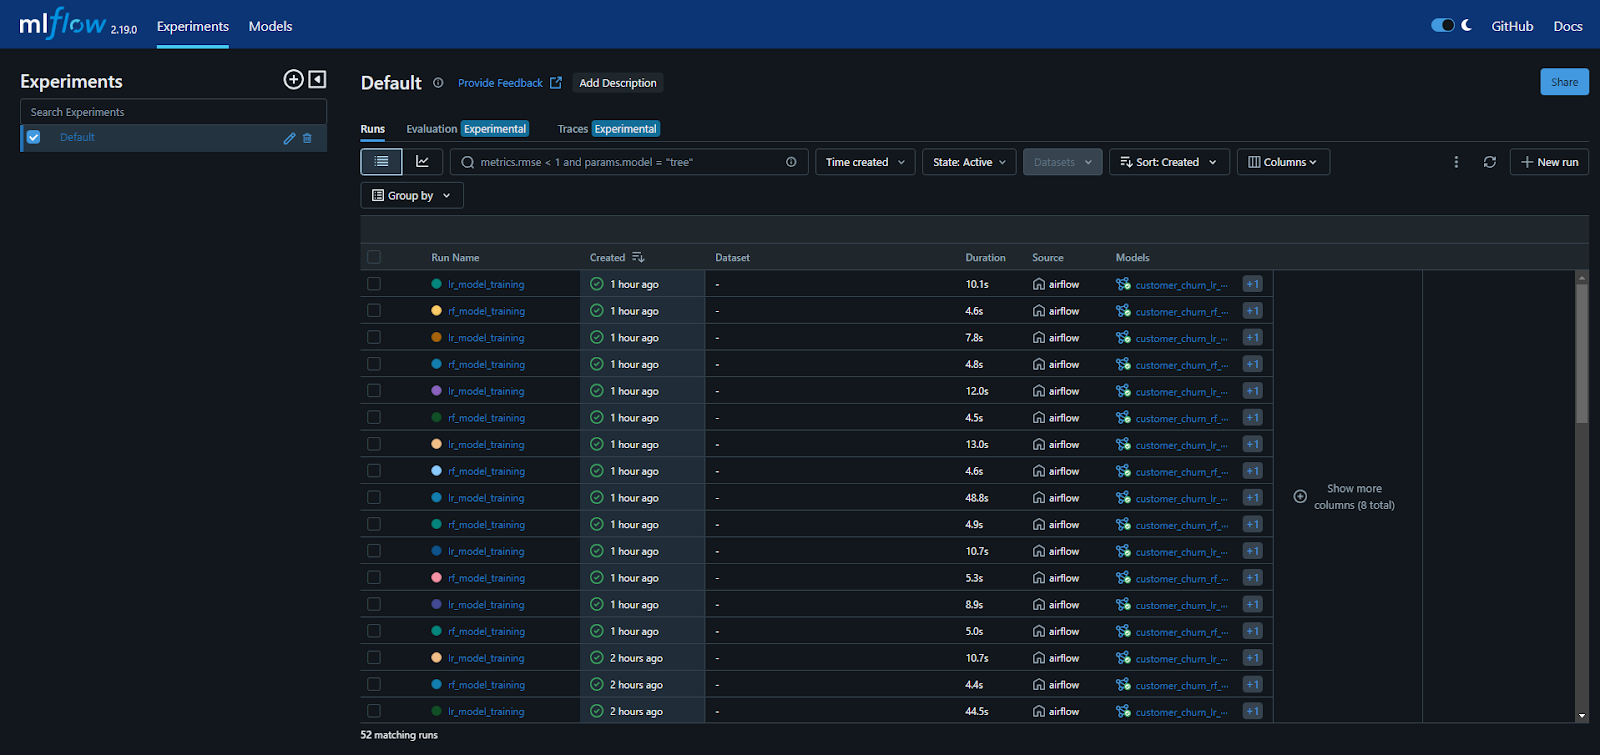 mlflow 2.19.0 Experiments Models GitHub Docs
Experiments
Search Experiments
Default
Default Provide Feedback Add Description Share
Runs Evaluation Experimental Traces Experimental
metrics.rmse < 1 and params.model = "tree" Time created State: Active Datasets Sort: Created Columns New run
Group by
Run Name Created Dataset Duration Source Models
lr_model_training 1 hour ago - 10.1s airflow customer_churn_lr_... +1
rf_model_training 1 hour ago - 4.6s airflow customer_churn_rf_... +1
lr_model_training 1 hour ago - 7.8s airflow customer_churn_lr_... +1
rf_model_training 1 hour ago - 4.8s airflow customer_churn_rf_... +1
lr_model_training 1 hour ago - 12.0s airflow customer_churn_lr_... +1
rf_model_training 1 hour ago - 4.5s airflow customer_churn_rf_... +1
lr_model_training 1 hour ago - 13.0s airflow customer_churn_lr_... +1
rf_model_training 1 hour ago - 4.6s airflow customer_churn_rf_... +1
lr_model_training 1 hour ago - 48.8s airflow customer_churn_lr_... +1
rf_model_training 1 hour ago - 4.9s airflow customer_churn_rf_... +1
lr_model_training 1 hour ago - 10.7s airflow customer_churn_lr_... +1
rf_model_training 1 hour ago - 5.3s airflow customer_churn_rf_... +1
lr_model_training 1 hour ago - 8.9s airflow customer_churn_lr_... +1
rf_model_training 1 hour ago - 5.0s airflow customer_churn_rf_... +1
lr_model_training 2 hours ago - 10.7s airflow customer_churn_lr_... +1
rf_model_training 2 hours ago - 4.4s airflow customer_churn_rf_... +1
lr_model_training 2 hours ago - 44.5s airflow customer_churn_lr_... +1
Show more
columns (8 total)
52 matching runs